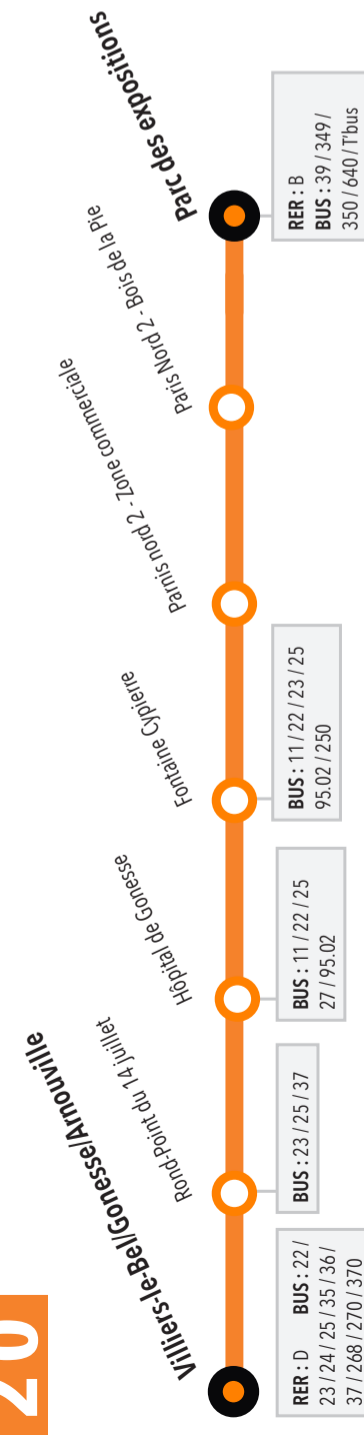 20
Villiers-le-Bel/Gonesse/Arnouville
RER : D BUS : 22 /
23 / 24 / 25 / 35 / 36 /
37 / 268 / 270 / 370
Rond-Point du 14 juillet
BUS : 23 / 25 / 37
Hôpital de Gonesse
BUS : 11 / 22 / 25
27 / 95.02
Fontaine Cypierre
BUS : 11 / 22 / 23 / 25
95.02 / 250
Parnis nord 2 - Zone commerciale
Paris Nord 2 - Bois de la Pie
Parc des expositions
RER : B
BUS : 39 / 349 /
350 / 640 / T'bus